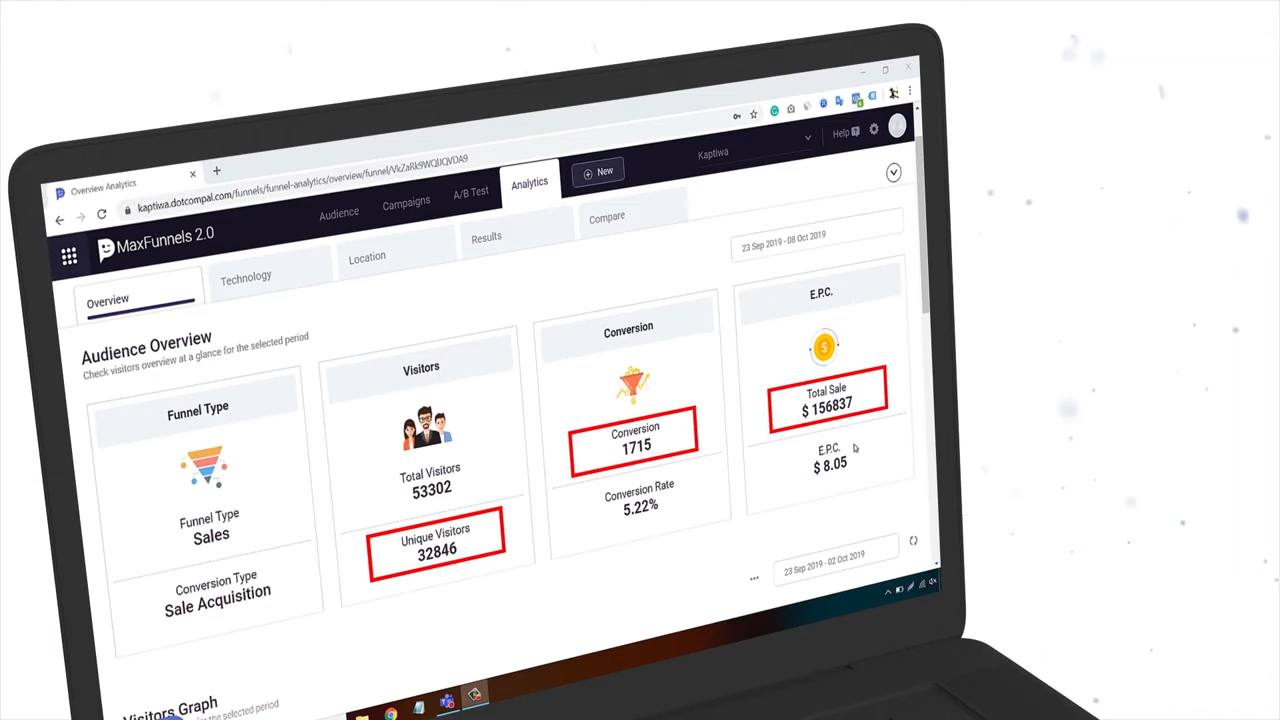 Overview Analytics
kaptiwa.dotcompal.com/funnels/funnel-analytics/overview/funnel/VkZaRk9WQlJQVDA9
MaxFunnels 2.0
Audience
Campaigns
A/B Test
Analytics
New
Kaptiwa
Help
Overview
Technology
Location
Results
Compare
23 Sep 2019 - 08 Oct 2019
Audience Overview
Check visitors overview at a glance for the selected period
Funnel Type
Funnel Type
Sales
Conversion Type
Sale Acquisition
Visitors
Total Visitors
53302
Unique Visitors
32846
Conversion
Conversion
1715
Conversion Rate
5.22%
E.P.C.
Total Sale
$ 156837
E.P.C.
$ 8.05
23 Sep 2019 - 02 Oct 2019
Visitors Graph
for the selected period